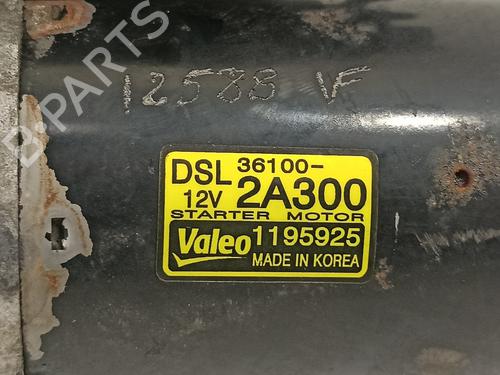 12588 VF
DSL 36100-
12V 2A300
STARTER MOTOR
Valeo 1195925
MADE IN KOREA
B-PARTS